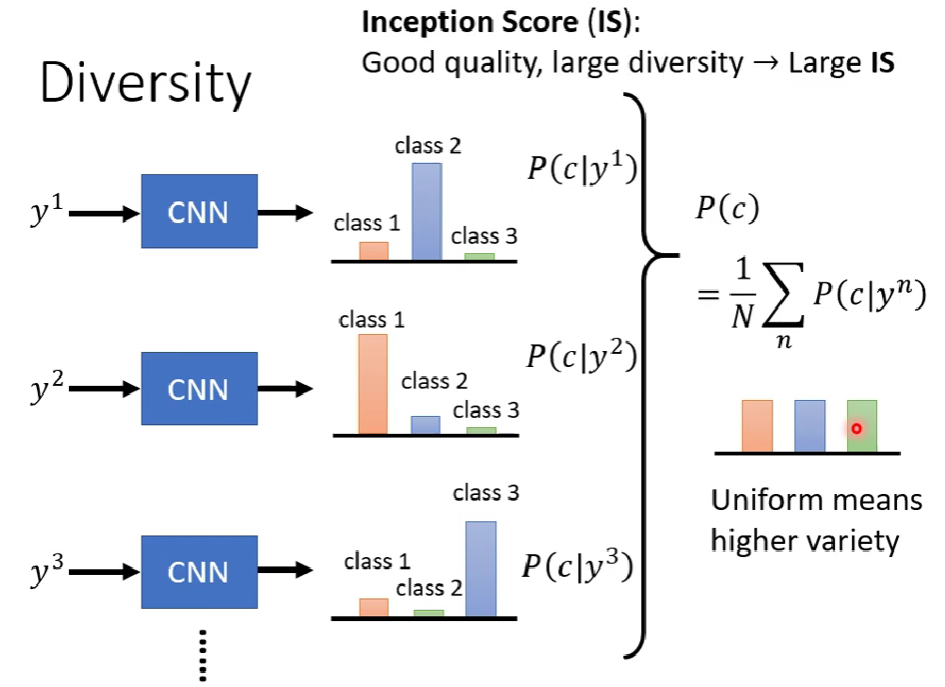 Inception Score (IS):
Good quality, large diversity → Large IS
Diversity
y¹
CNN
class 1
class 2
class 3
P(c|y¹)
y²
CNN
class 1
class 2
class 3
P(c|y²)
y³
CNN
class 1
class 2
class 3
P(c|y³)
P(c)
= 1/N ∑ₙ P(c|yⁿ)
Uniform means
higher variety